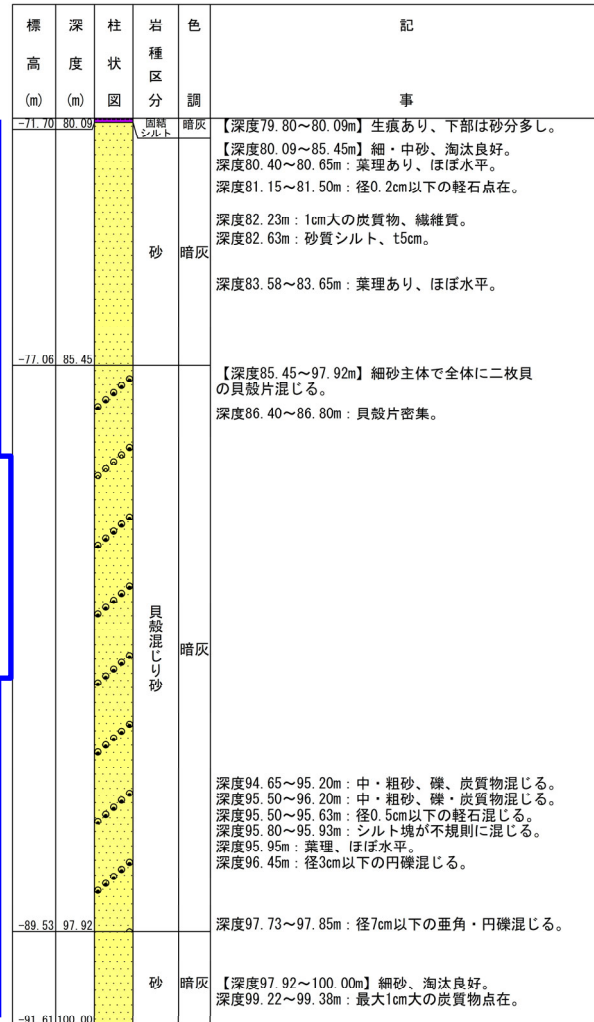 標高(m) 深度(m) 柱状図 岩種区分 色調 記事
-71.70 80.09 固結シルト 暗灰 【深度79.80~80.09m】生痕あり、下部は砂分多し。
【深度80.09~85.45m】細・中砂、淘汰良好。
深度80.40~80.65m:葉理あり、ほぼ水平。
深度81.15~81.50m:径0.2cm以下の軽石点在。
深度82.23m:1cm大の炭質物、繊維質。
砂 暗灰 深度82.63m:砂質シルト、t5cm。
深度83.58~83.65m:葉理あり、ほぼ水平。
-77.06 85.45
【深度85.45~97.92m】細砂主体で全体に二枚貝
の貝殻片混じる。
深度86.40~86.80m:貝殻片密集。
貝殻混じり砂 暗灰
深度94.65~95.20m:中・粗砂、礫、炭質物混じる。
深度95.50~96.20m:中・粗砂、礫・炭質物混じる。
深度95.50~95.63m:径0.5cm以下の軽石混じる。
深度95.80~95.93m:シルト塊が不規則に混じる。
深度95.95m:葉理、ほぼ水平。
深度96.45m:径3cm以下の円礫混じる。
-89.53 97.92 深度97.73~97.85m:径7cm以下の亜角・円礫混じる。
砂 暗灰 【深度97.92~100.00m】細砂、淘汰良好。
深度99.22~99.38m:最大1cm大の炭質物点在。
-91.61 100.00